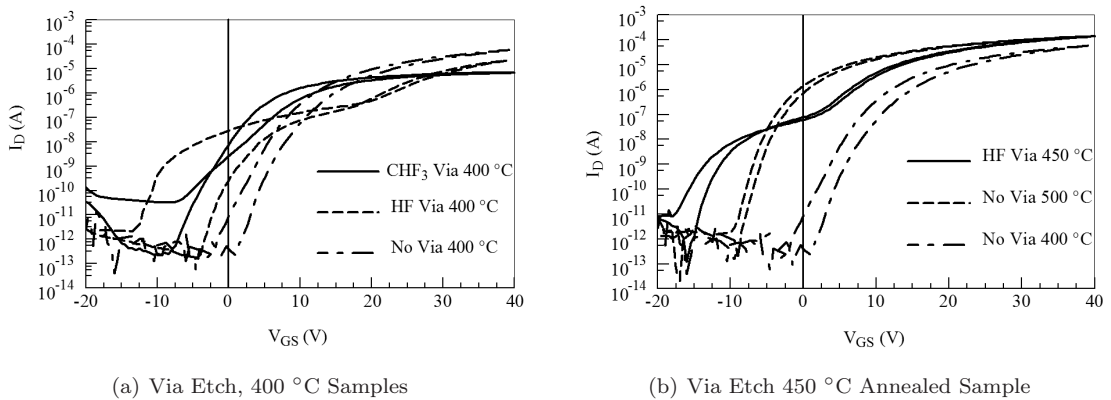 10⁻³
10⁻⁴
10⁻⁵
10⁻⁶
10⁻⁷
10⁻⁸
10⁻⁹
10⁻¹⁰
10⁻¹¹
10⁻¹²
10⁻¹³
10⁻¹⁴
I_D (A)
CHF₃ Via 400 °C
HF Via 400 °C
No Via 400 °C
-20 -10 0 10 20 30 40
V_GS (V)
(a) Via Etch, 400 °C Samples
10⁻³
10⁻⁴
10⁻⁵
10⁻⁶
10⁻⁷
10⁻⁸
10⁻⁹
10⁻¹⁰
10⁻¹¹
10⁻¹²
10⁻¹³
10⁻¹⁴
I_D (A)
HF Via 450 °C
No Via 500 °C
No Via 400 °C
-20 -10 0 10 20 30 40
V_GS (V)
(b) Via Etch 450 °C Annealed Sample